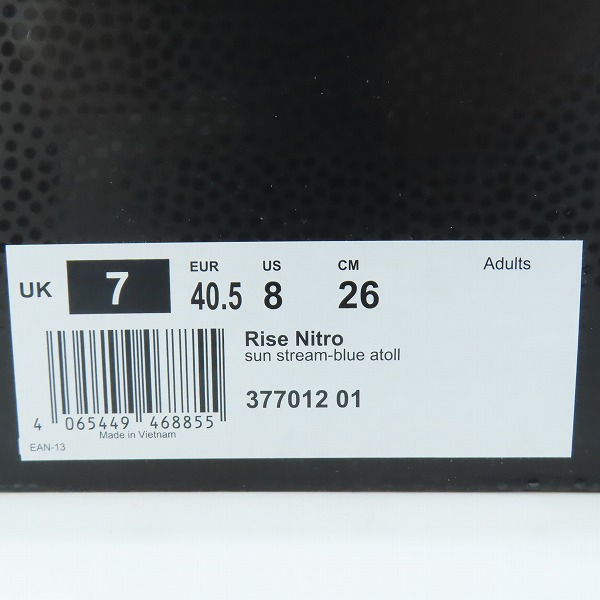 EUR US CM Adults
UK 7 40.5 8 26
Rise Nitro
sun stream-blue atoll
377012 01
4 065449 468855
Made in Vietnam
EAN-13